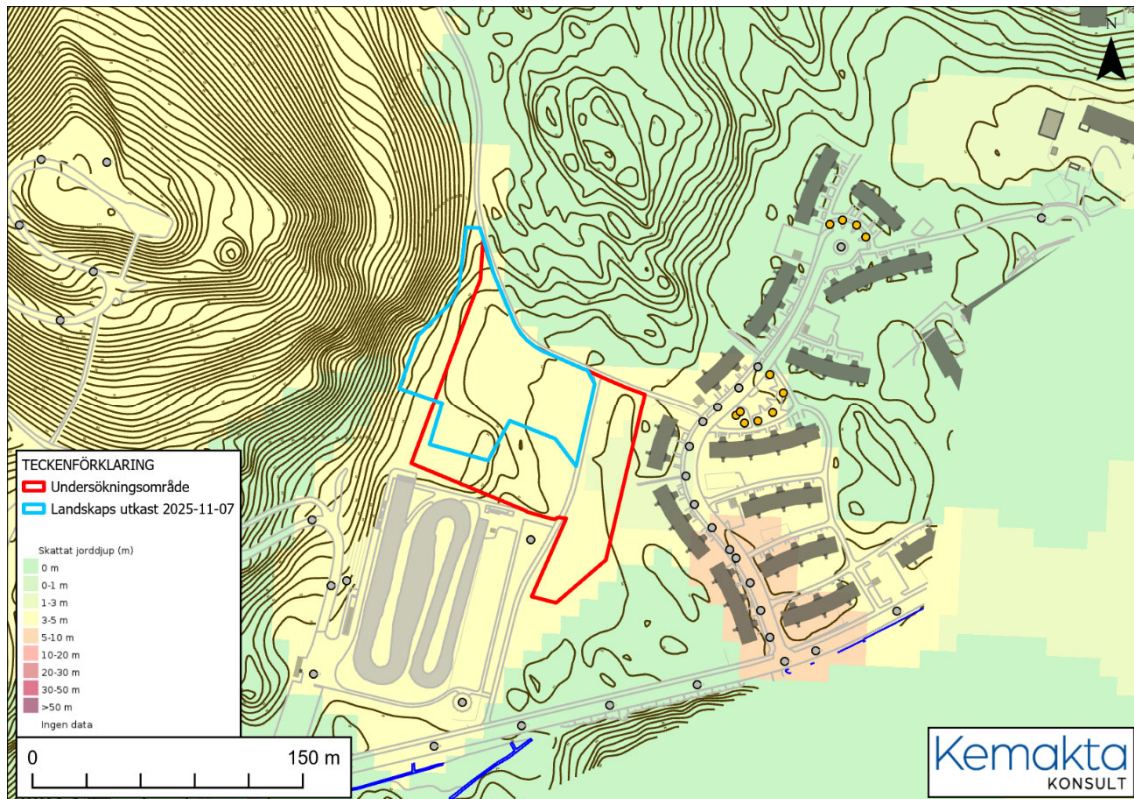 N
TECKENFÖRKLARING
Undersökningsområde
Landskaps utkast 2025-11-07
Skattat jorddjup (m)
0 m
0-1 m
1-3 m
3-5 m
5-10 m
10-20 m
20-30 m
30-50 m
>50 m
Ingen data
0 150 m
Kemakta
KONSULT